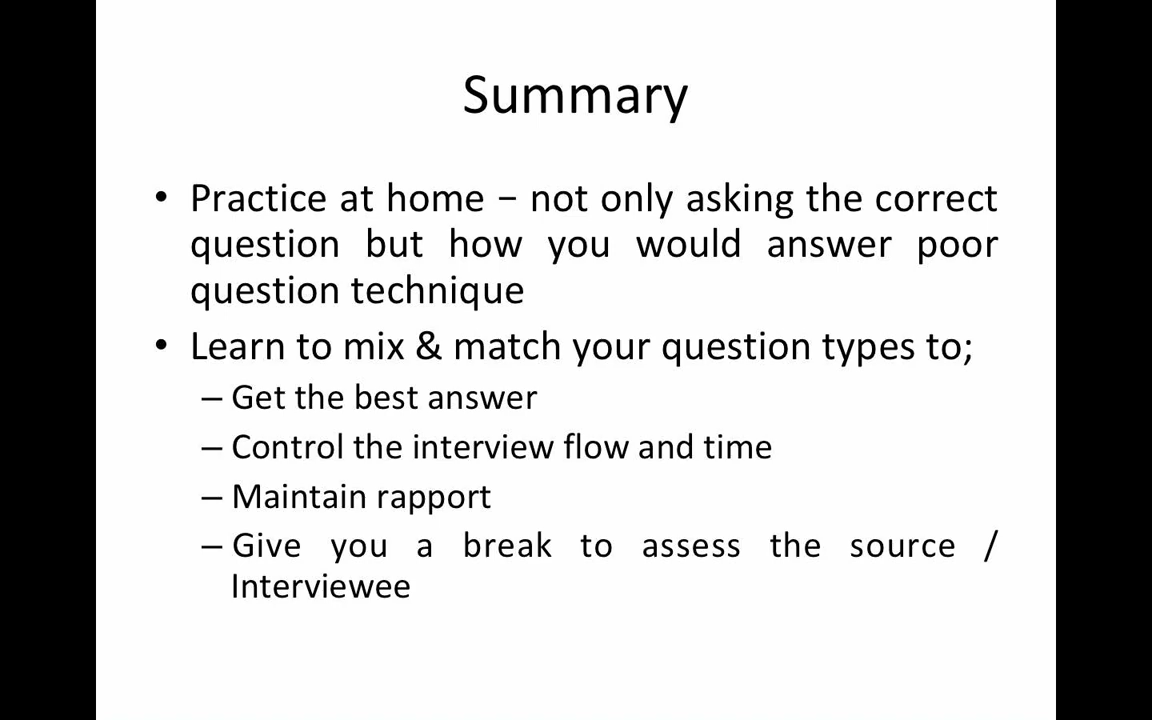 Summary
• Practice at home – not only asking the correct
question but how you would answer poor
question technique
• Learn to mix & match your question types to;
– Get the best answer
– Control the interview flow and time
– Maintain rapport
– Give you a break to assess the source /
Interviewee